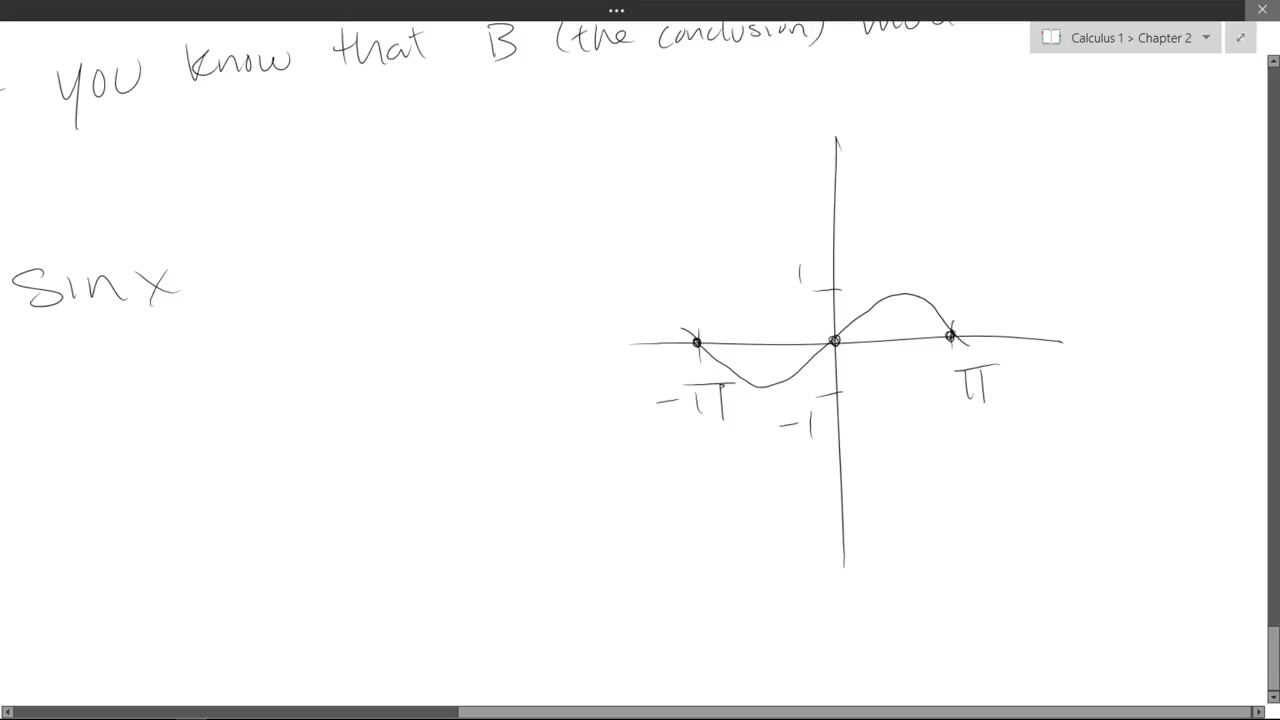 Calculus 1 > Chapter 2
you know that B (the conclusion)
sin x
1
-π
π
-1